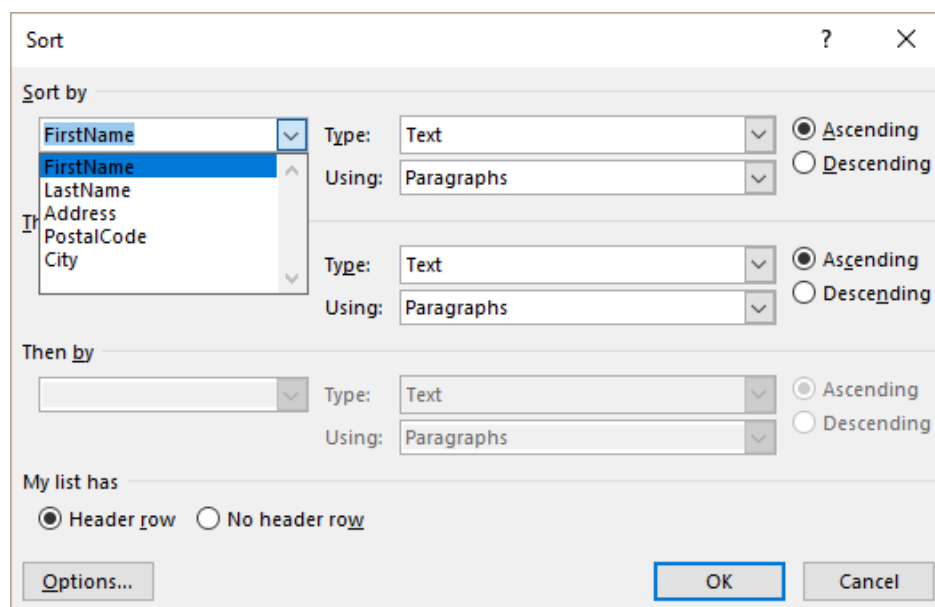 Sort ?
Sort by
FirstName Type: Text Ascending
FirstName
LastName
Address
PostalCode
City
Using: Paragraphs Descending
Th
Type: Text Ascending
Using: Paragraphs Descending
Then by
Type: Text Ascending
Using: Paragraphs Descending
My list has
Header row No header row
Options... OK Cancel